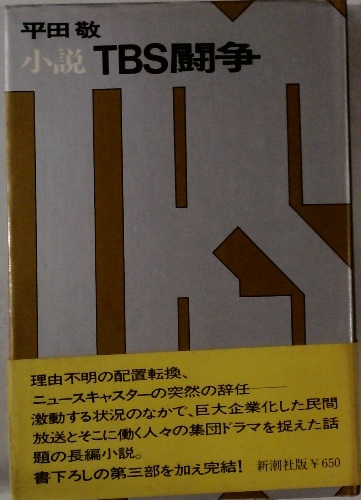 平田 敬
小説 TBS闘争
理由不明の配置転換、
ニュースキャスターの突然の辞任――
激動する状況のなかで、巨大企業化した民間
放送とそこに働く人々の集団ドラマを捉えた話
題の長編小説。
書下ろしの第三部を加え完結！ 新潮社版￥650